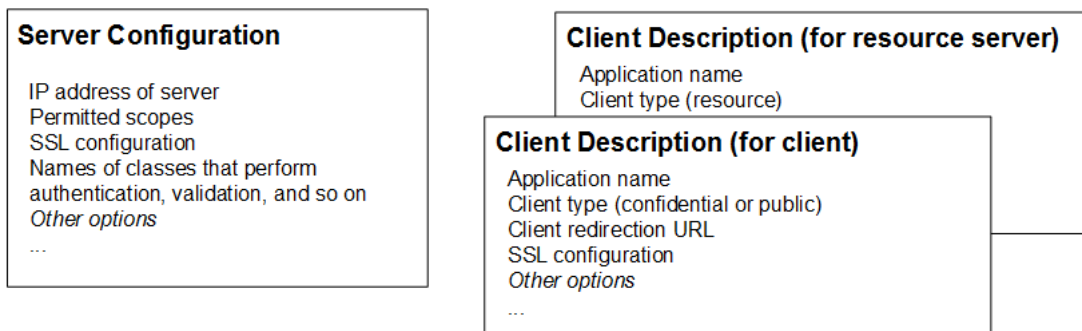 Server Configuration
IP address of server
Permitted scopes
SSL configuration
Names of classes that perform
authentication, validation, and so on
Other options
...
Client Description (for resource server)
Application name
Client type (resource)
Client Description (for client)
Application name
Client type (confidential or public)
Client redirection URL
SSL configuration
Other options
...